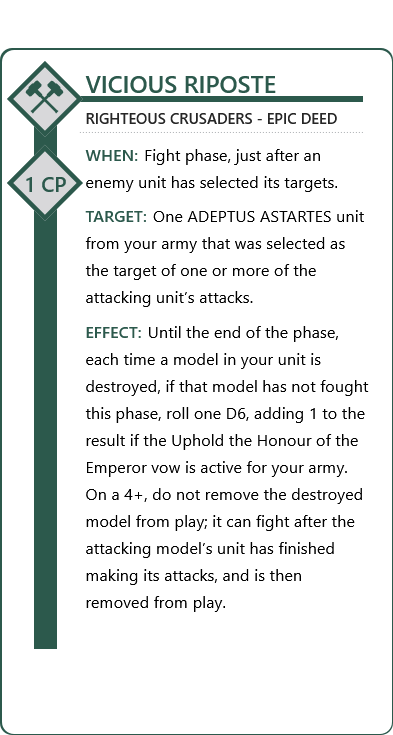 VICIOUS RIPOSTE
RIGHTEOUS CRUSADERS - EPIC DEED
1 CP
WHEN: Fight phase, just after an
enemy unit has selected its targets.
TARGET: One ADEPTUS ASTARTES unit
from your army that was selected as
the target of one or more of the
attacking unit’s attacks.
EFFECT: Until the end of the phase,
each time a model in your unit is
destroyed, if that model has not fought
this phase, roll one D6, adding 1 to the
result if the Uphold the Honour of the
Emperor vow is active for your army.
On a 4+, do not remove the destroyed
model from play; it can fight after the
attacking model’s unit has finished
making its attacks, and is then
removed from play.